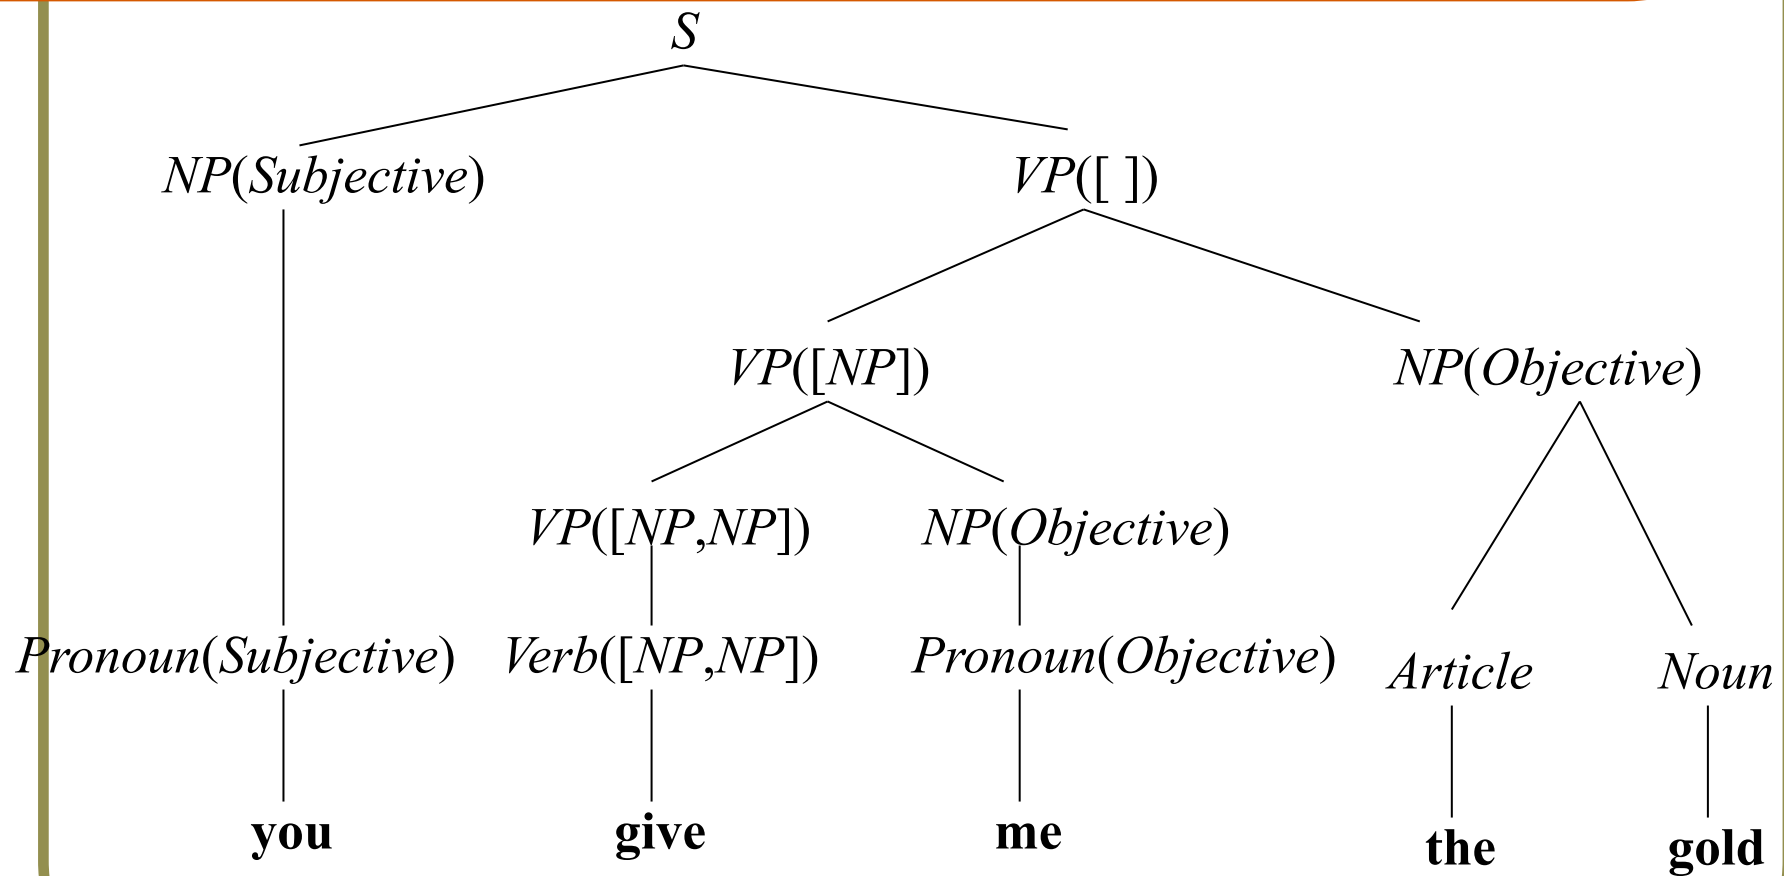 S
NP(Subjective) VP([ ])
VP([NP]) NP(Objective)
VP([NP,NP]) NP(Objective)
Pronoun(Subjective) Verb([NP,NP]) Pronoun(Objective) Article Noun
you give me the gold